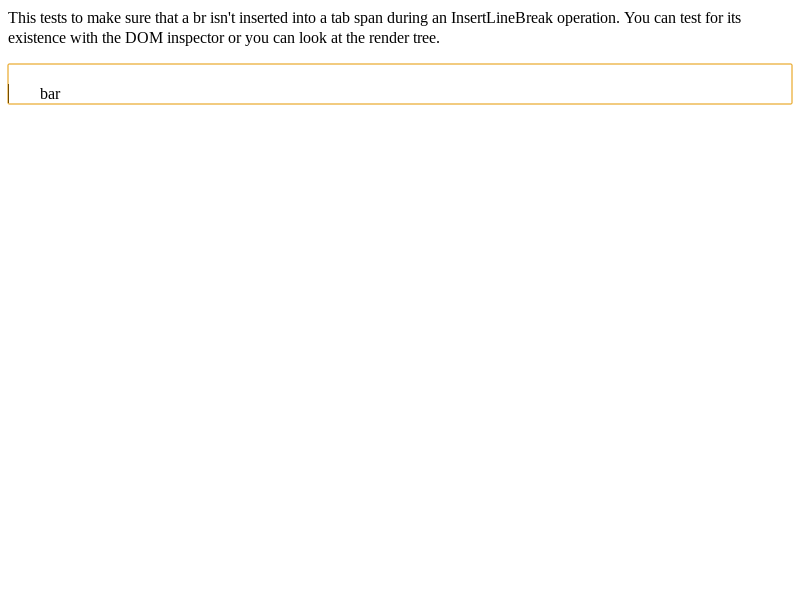 This tests to make sure that a br isn't inserted into a tab span during an InsertLineBreak operation. You can test for its
existence with the DOM inspector or you can look at the render tree.
bar